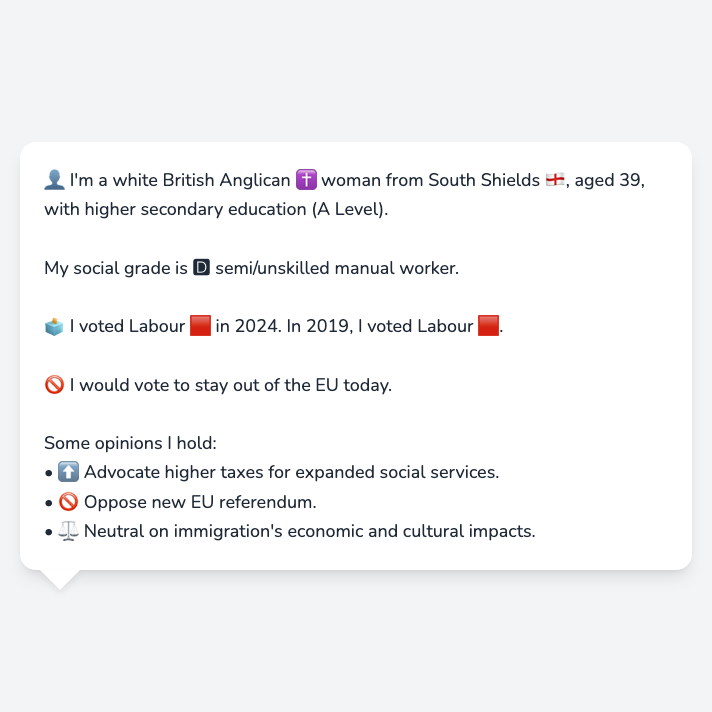 👤 I'm a white British Anglican ✝️ woman from South Shields 🏴󠁧󠁢󠁥󠁮󠁧󠁿, aged 39,
with higher secondary education (A Level).
My social grade is 🅳 semi/unskilled manual worker.
🗳️ I voted Labour 🟥 in 2024. In 2019, I voted Labour 🟥.
🚫 I would vote to stay out of the EU today.
Some opinions I hold:
• ⬆️ Advocate higher taxes for expanded social services.
• 🚫 Oppose new EU referendum.
• ⚖️ Neutral on immigration's economic and cultural impacts.